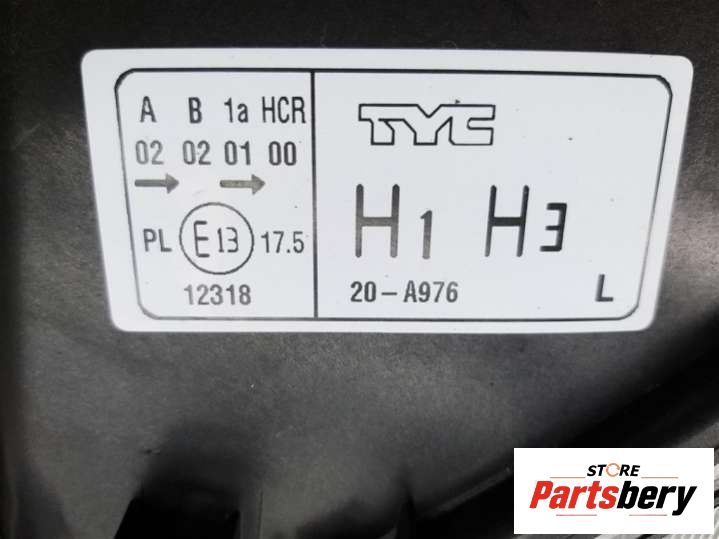 A B 1a HCR
02 02 01 00
→ →
PL E13 17.5
12318
TYC
H1 H3
20-A976 L
STORE
Partsbery